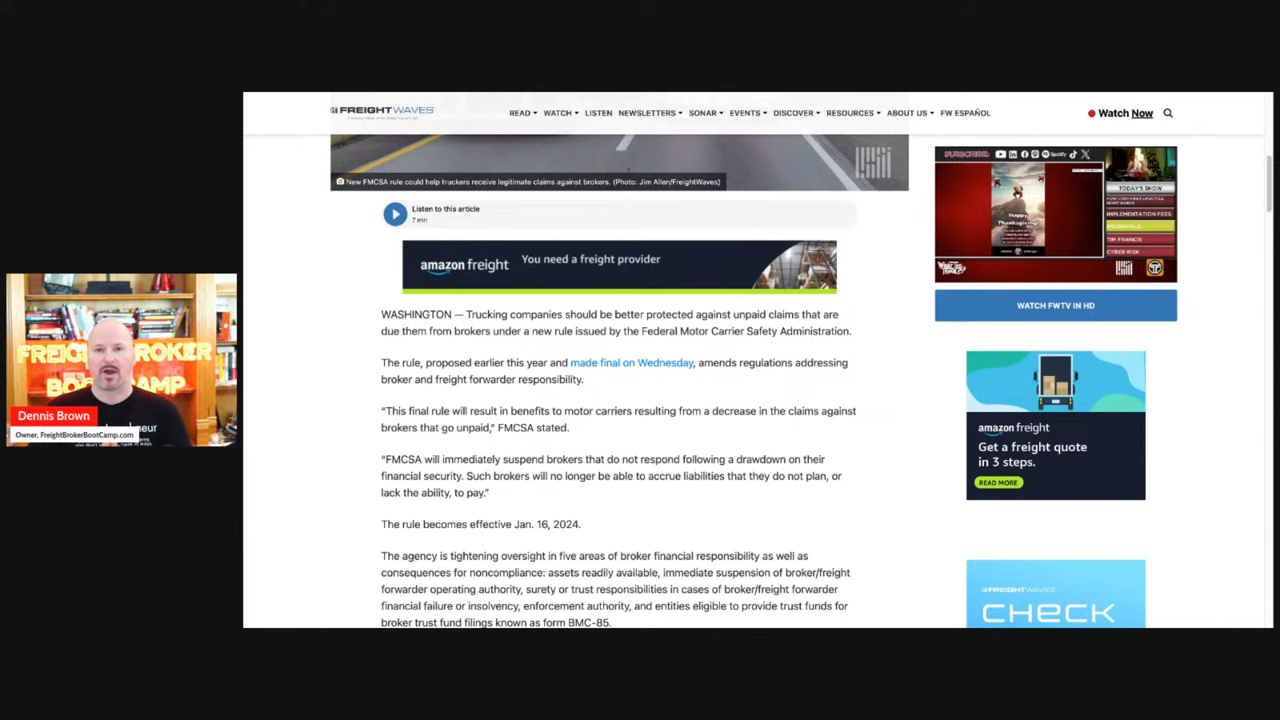 FREIGHTWAVES
READ WATCH LISTEN NEWSLETTERS SONAR EVENTS DISCOVER RESOURCES ABOUT US FW ESPAÑOL
Watch Now
New FMCSA rule could help truckers receive legitimate claims against brokers. (Photo: Jim Allen/FreightWaves)
Listen to this article
7 min
amazon freight
You need a freight provider
WASHINGTON — Trucking companies should be better protected against unpaid claims that are
due them from brokers under a new rule issued by the Federal Motor Carrier Safety Administration.
The rule, proposed earlier this year and made final on Wednesday, amends regulations addressing
broker and freight forwarder responsibility.
“This final rule will result in benefits to motor carriers resulting from a decrease in the claims against
brokers that go unpaid,” FMCSA stated.
“FMCSA will immediately suspend brokers that do not respond following a drawdown on their
financial security. Such brokers will no longer be able to accrue liabilities that they do not plan, or
lack the ability, to pay.”
The rule becomes effective Jan. 16, 2024.
The agency is tightening oversight in five areas of broker financial responsibility as well as
consequences for noncompliance: assets readily available, immediate suspension of broker/freight
forwarder operating authority, surety or trust responsibilities in cases of broker/freight forwarder
financial failure or insolvency, enforcement authority, and entities eligible to provide trust funds for
broker trust fund filings known as form BMC-85.
SUBSCRIBE:
Spotify
TODAY'S SHOW
IMPLEMENTATION FEES
TIM FRANCIS
CYBER RISK
Happy
Thanksgiving
WATCH FWTV IN HD
amazon freight
Get a freight quote
in 3 steps.
READ MORE
FREIGHTWAVES
CHECK
FREIGHT BROKER
BOOTCAMP
Dennis Brown
Owner, FreightBrokerBootCamp.com